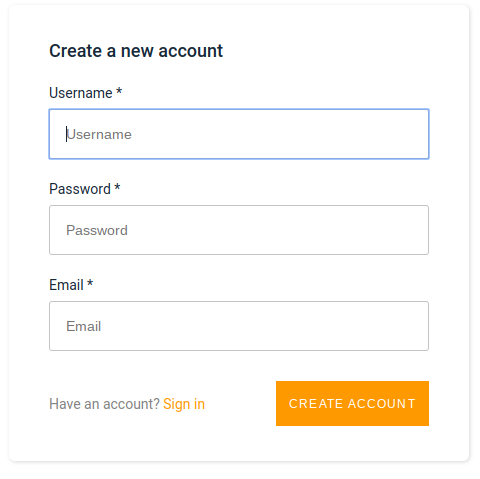 Create a new account
Username *
Username
Password *
Password
Email *
Email
Have an account? Sign in
CREATE ACCOUNT